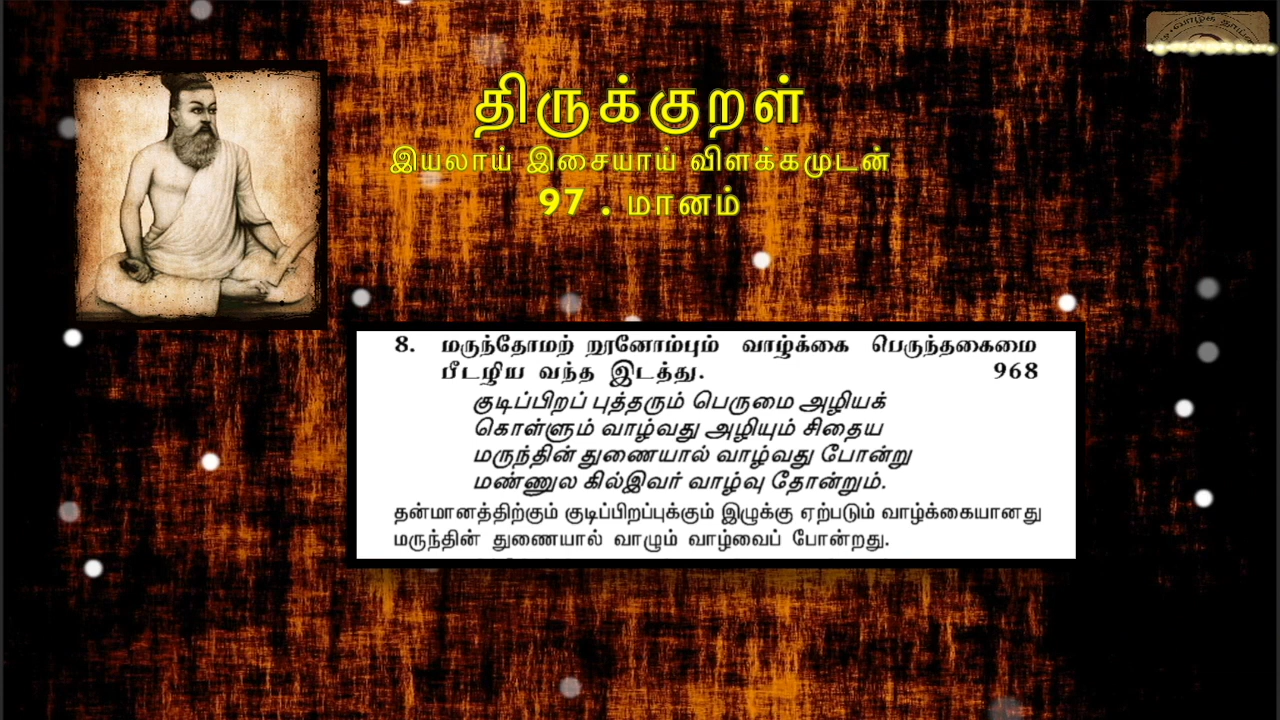 திருக்குறள்
இயலாய் இசையாய் விளக்கமுடன்
97 . மானம்
8. மருந்தோமற் றூனோம்பும் வாழ்க்கை பெருந்தகைமை
பீடழிய வந்த இடத்து. 968
குடிப்பிறப் புத்தரும் பெருமை அழியக்
கொள்ளும் வாழ்வது அழியும் சிதைய
மருந்தின் துணையால் வாழ்வது போன்று
மண்ணுல கில்இவர் வாழ்வு தோன்றும்.
தன்மானத்திற்கும் குடிப்பிறப்புக்கும் இழுக்கு ஏற்படும் வாழ்க்கையானது
மருந்தின் துணையால் வாழும் வாழ்வைப் போன்றது.